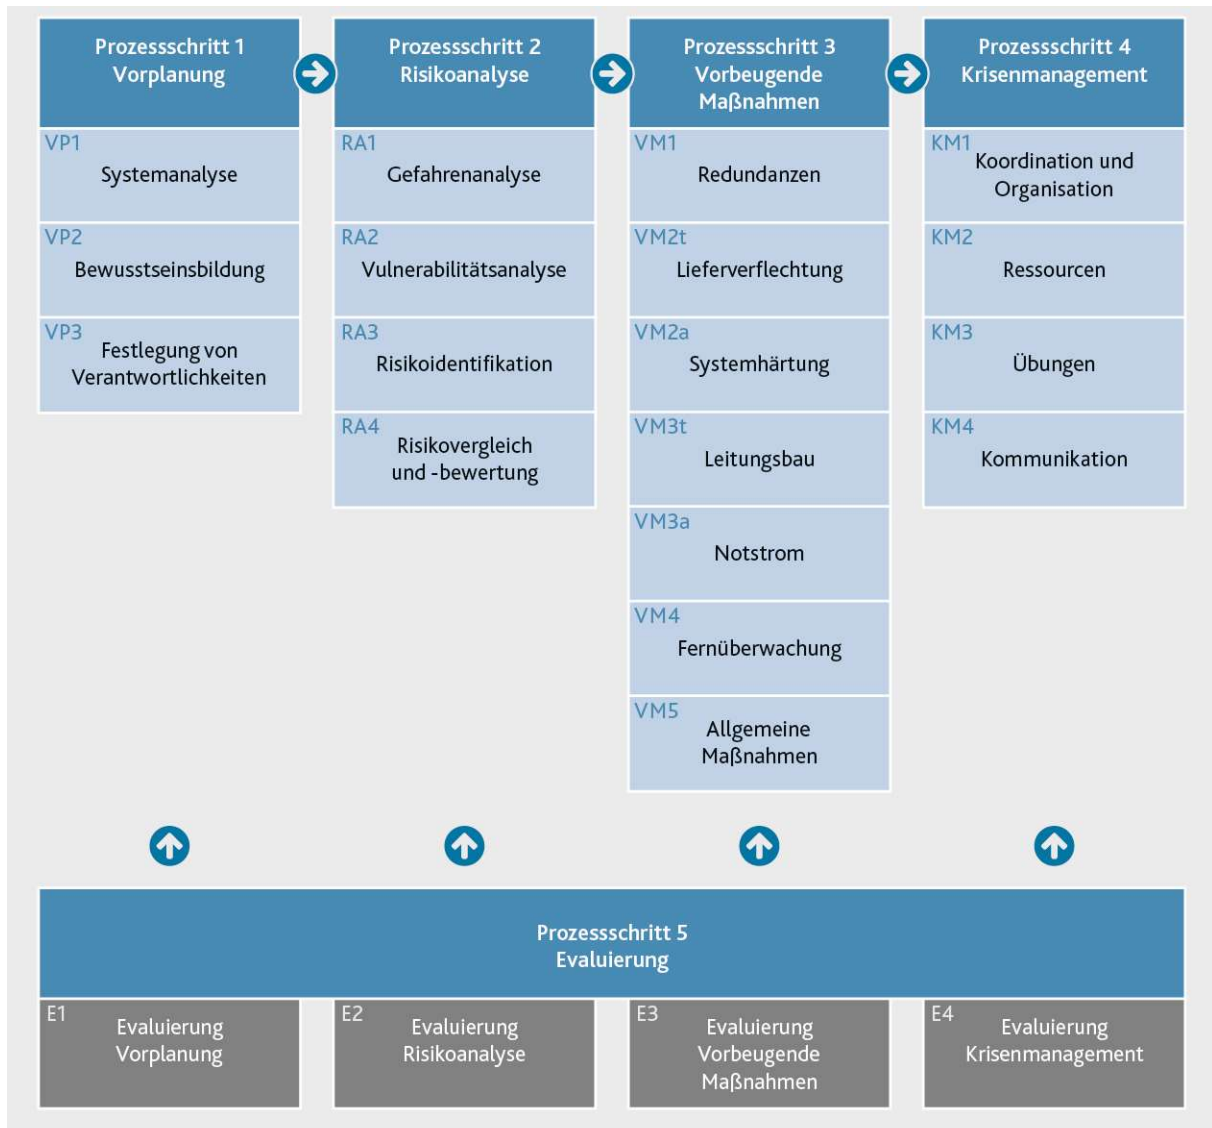 Prozessschritt 1
Vorplanung
VP1
Systemanalyse
VP2
Bewusstseinsbildung
VP3
Festlegung von
Verantwortlichkeiten
Prozessschritt 2
Risikoanalyse
RA1
Gefahrenanalyse
RA2
Vulnerabilitätsanalyse
RA3
Risikoidentifikation
RA4
Risikovergleich
und -bewertung
Prozessschritt 3
Vorbeugende
Maßnahmen
VM1
Redundanzen
VM2t
Lieferverflechtung
VM2a
Systemhärtung
VM3t
Leitungsbau
VM3a
Notstrom
VM4
Fernüberwachung
VM5
Allgemeine
Maßnahmen
Prozessschritt 4
Krisenmanagement
KM1
Koordination und
Organisation
KM2
Ressourcen
KM3
Übungen
KM4
Kommunikation
Prozessschritt 5
Evaluierung
E1
Evaluierung
Vorplanung
E2
Evaluierung
Risikoanalyse
E3
Evaluierung
Vorbeugende
Maßnahmen
E4
Evaluierung
Krisenmanagement